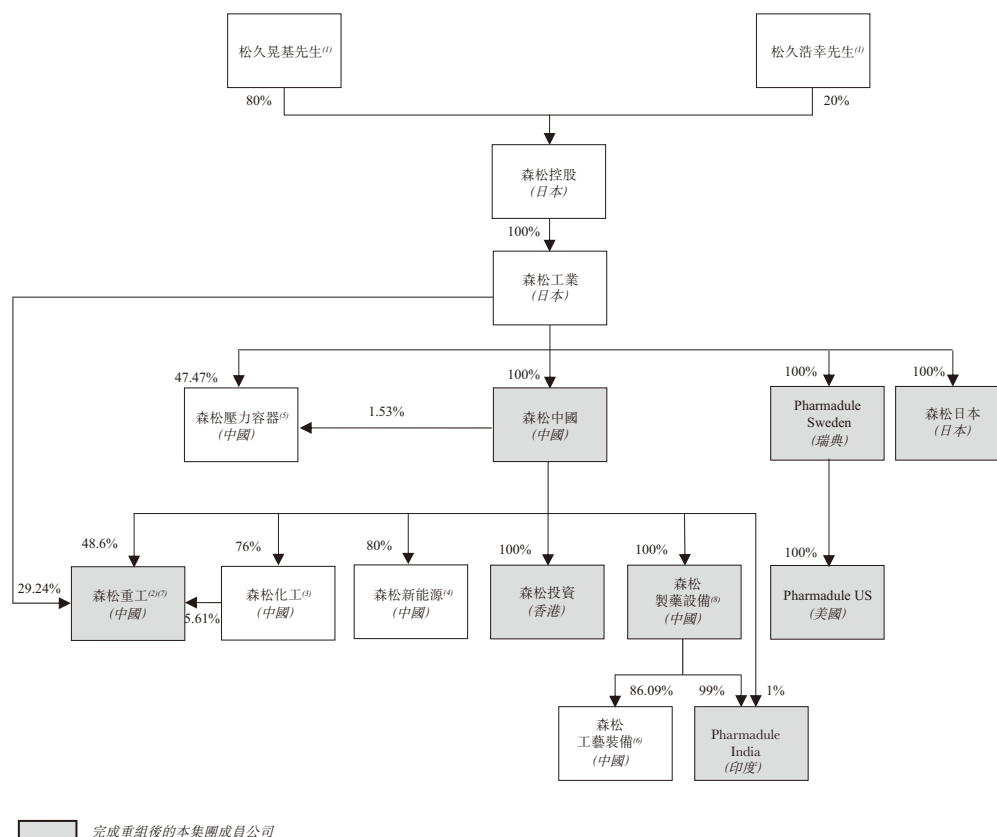 松久晃基先生(1)
松久浩幸先生(1)
80%
20%
森松控股
(日本)
100%
森松工業
(日本)
47.47%
100%
100%
100%
森松壓力容器(5)
(中國)
1.53%
森松中國
(中國)
Pharmadule
Sweden
(瑞典)
森松日本
(日本)
48.6%
76%
80%
100%
100%
100%
29.24%
森松重工(2)(7)
(中國)
5.61%
森松化工(3)
(中國)
森松新能源(4)
(中國)
森松投資
(香港)
森松
製藥設備(8)
(中國)
Pharmadule US
(美國)
86.09%
99%
1%
森松
工藝裝備(6)
(中國)
Pharmadule
India
(印度)
完成重組後的本集團成員公司